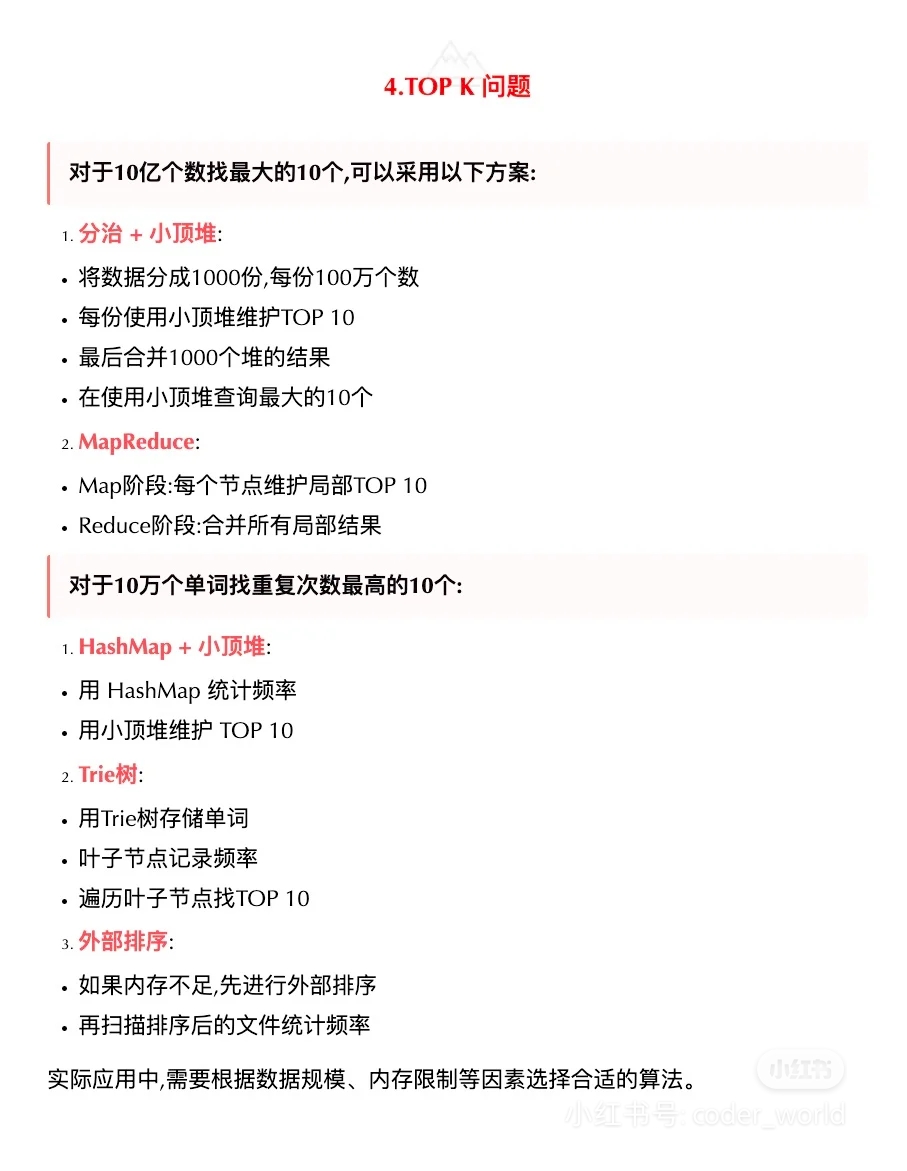 4.TOP K 问题
对于10亿个数找最大的10个,可以采用以下方案:
1. 分治 + 小顶堆:
• 将数据分成1000份,每份100万个数
• 每份使用小顶堆维护TOP 10
• 最后合并1000个堆的结果
• 在使用小顶堆查询最大的10个
2. MapReduce:
• Map阶段:每个节点维护局部TOP 10
• Reduce阶段:合并所有局部结果
对于10万个单词找重复次数最高的10个:
1. HashMap + 小顶堆:
• 用 HashMap 统计频率
• 用小顶堆维护 TOP 10
2. Trie树:
• 用Trie树存储单词
• 叶子节点记录频率
• 遍历叶子节点找TOP 10
3. 外部排序:
• 如果内存不足,先进行外部排序
• 再扫描排序后的文件统计频率
实际应用中,需要根据数据规模、内存限制等因素选择合适的算法。
小红书
小红书号: coder_world